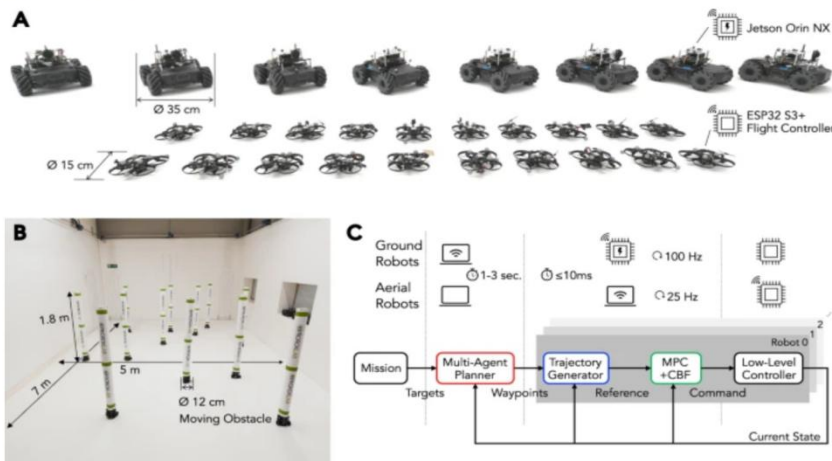 A
Jetson Orin NX
Ø 35 cm
ESP32 S3+
Flight Controller
Ø 15 cm
B
1.8 m
7 m
5 m
Ø 12 cm
Moving Obstacle
C
Ground
Robots
Aerial
Robots
1-3 sec.
≤10ms
100 Hz
25 Hz
2
1
Robot 0
Mission
Multi-Agent
Planner
Trajectory
Generator
MPC
+CBF
Low-Level
Controller
Targets
Waypoints
Reference
Command
Current State